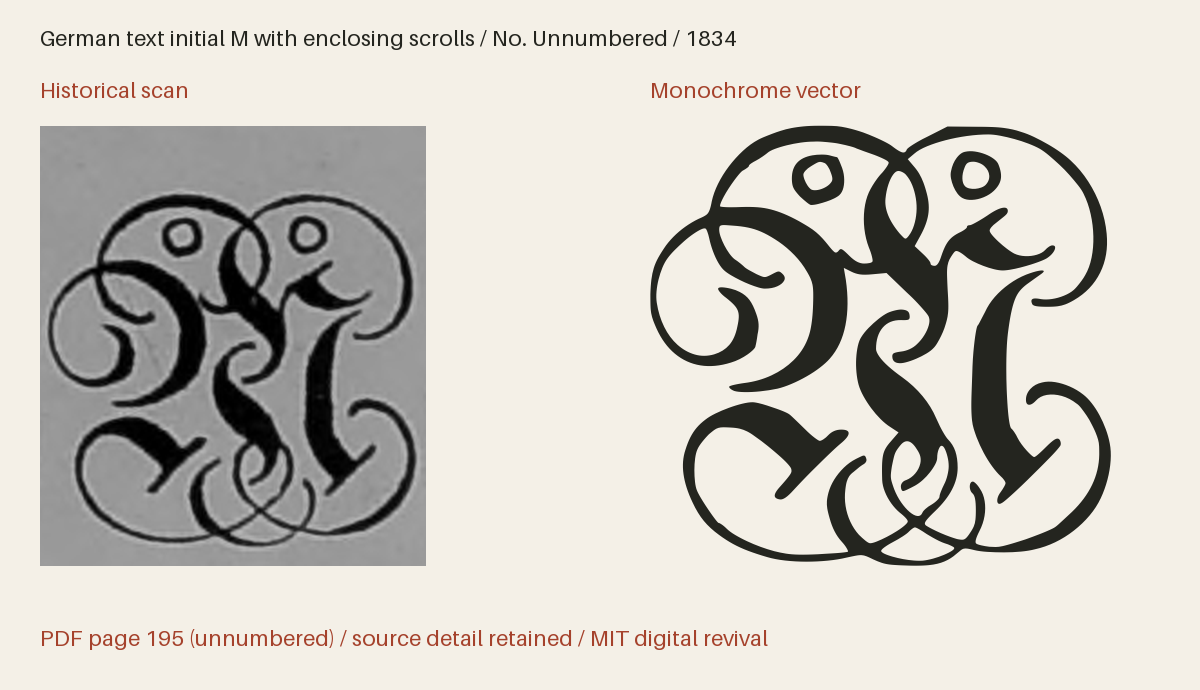 German text initial M with enclosing scrolls / No. Unnumbered / 1834
Historical scan
Monochrome vector
M
M
PDF page 195 (unnumbered) / source detail retained / MIT digital revival